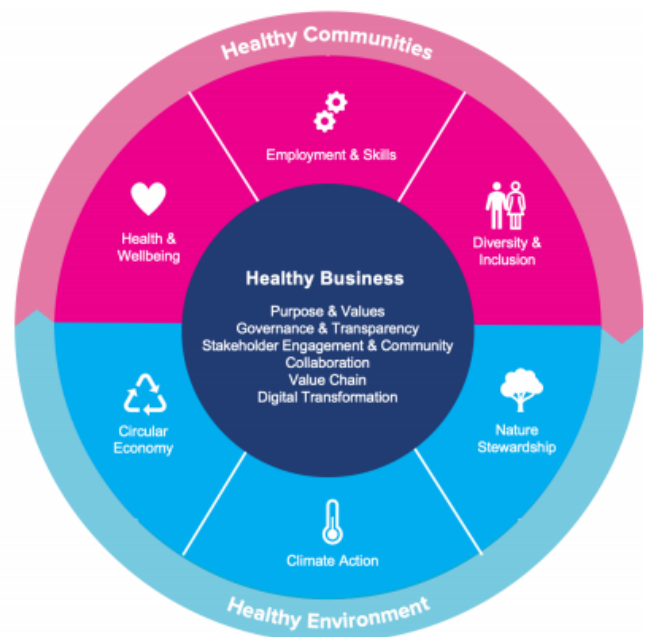 Healthy Communities
Employment & Skills
Health &
Wellbeing
Diversity &
Inclusion
Healthy Business
Purpose & Values
Governance & Transparency
Stakeholder Engagement & Community
Collaboration
Value Chain
Digital Transformation
Circular
Economy
Nature
Stewardship
Climate Action
Healthy Environment